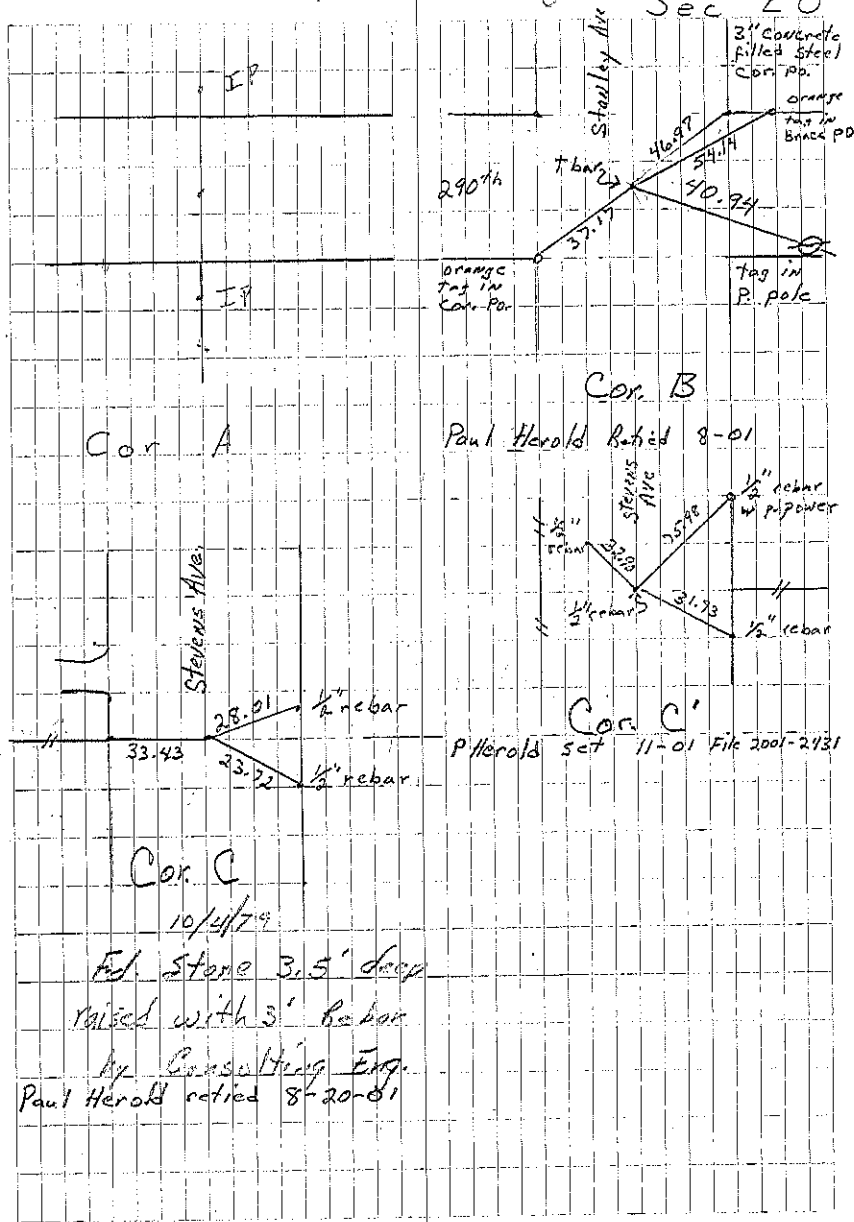 Sec 20
IP
IP
Cor A
Stanley Ave
3" Concrete
filled Steel
Cor. Po.
orange
tag in
Brace PO
46.97
54.14
t bar
290th
40.94
37.17
orange
tag in
Cor. Po.
tag in
P. pole
Cor. B
Paul Herold Retied 8-01
Stevens
Ave
1/2" rebar
w P. power
1/2"
rebar
32.90
75.98
1/2" rebar
31.93
1/2" rebar
Cor. C'
P Herold set 11-01 File 2001-2431
Stevens Ave.
28.01
1/2" rebar
33.43
23.72
1/2" rebar
Cor. C
10/4/79
Fd. Stone 3.5' deep
raised with 3' Rebar
by Consulting Eng.
Paul Herold retied 8-20-01